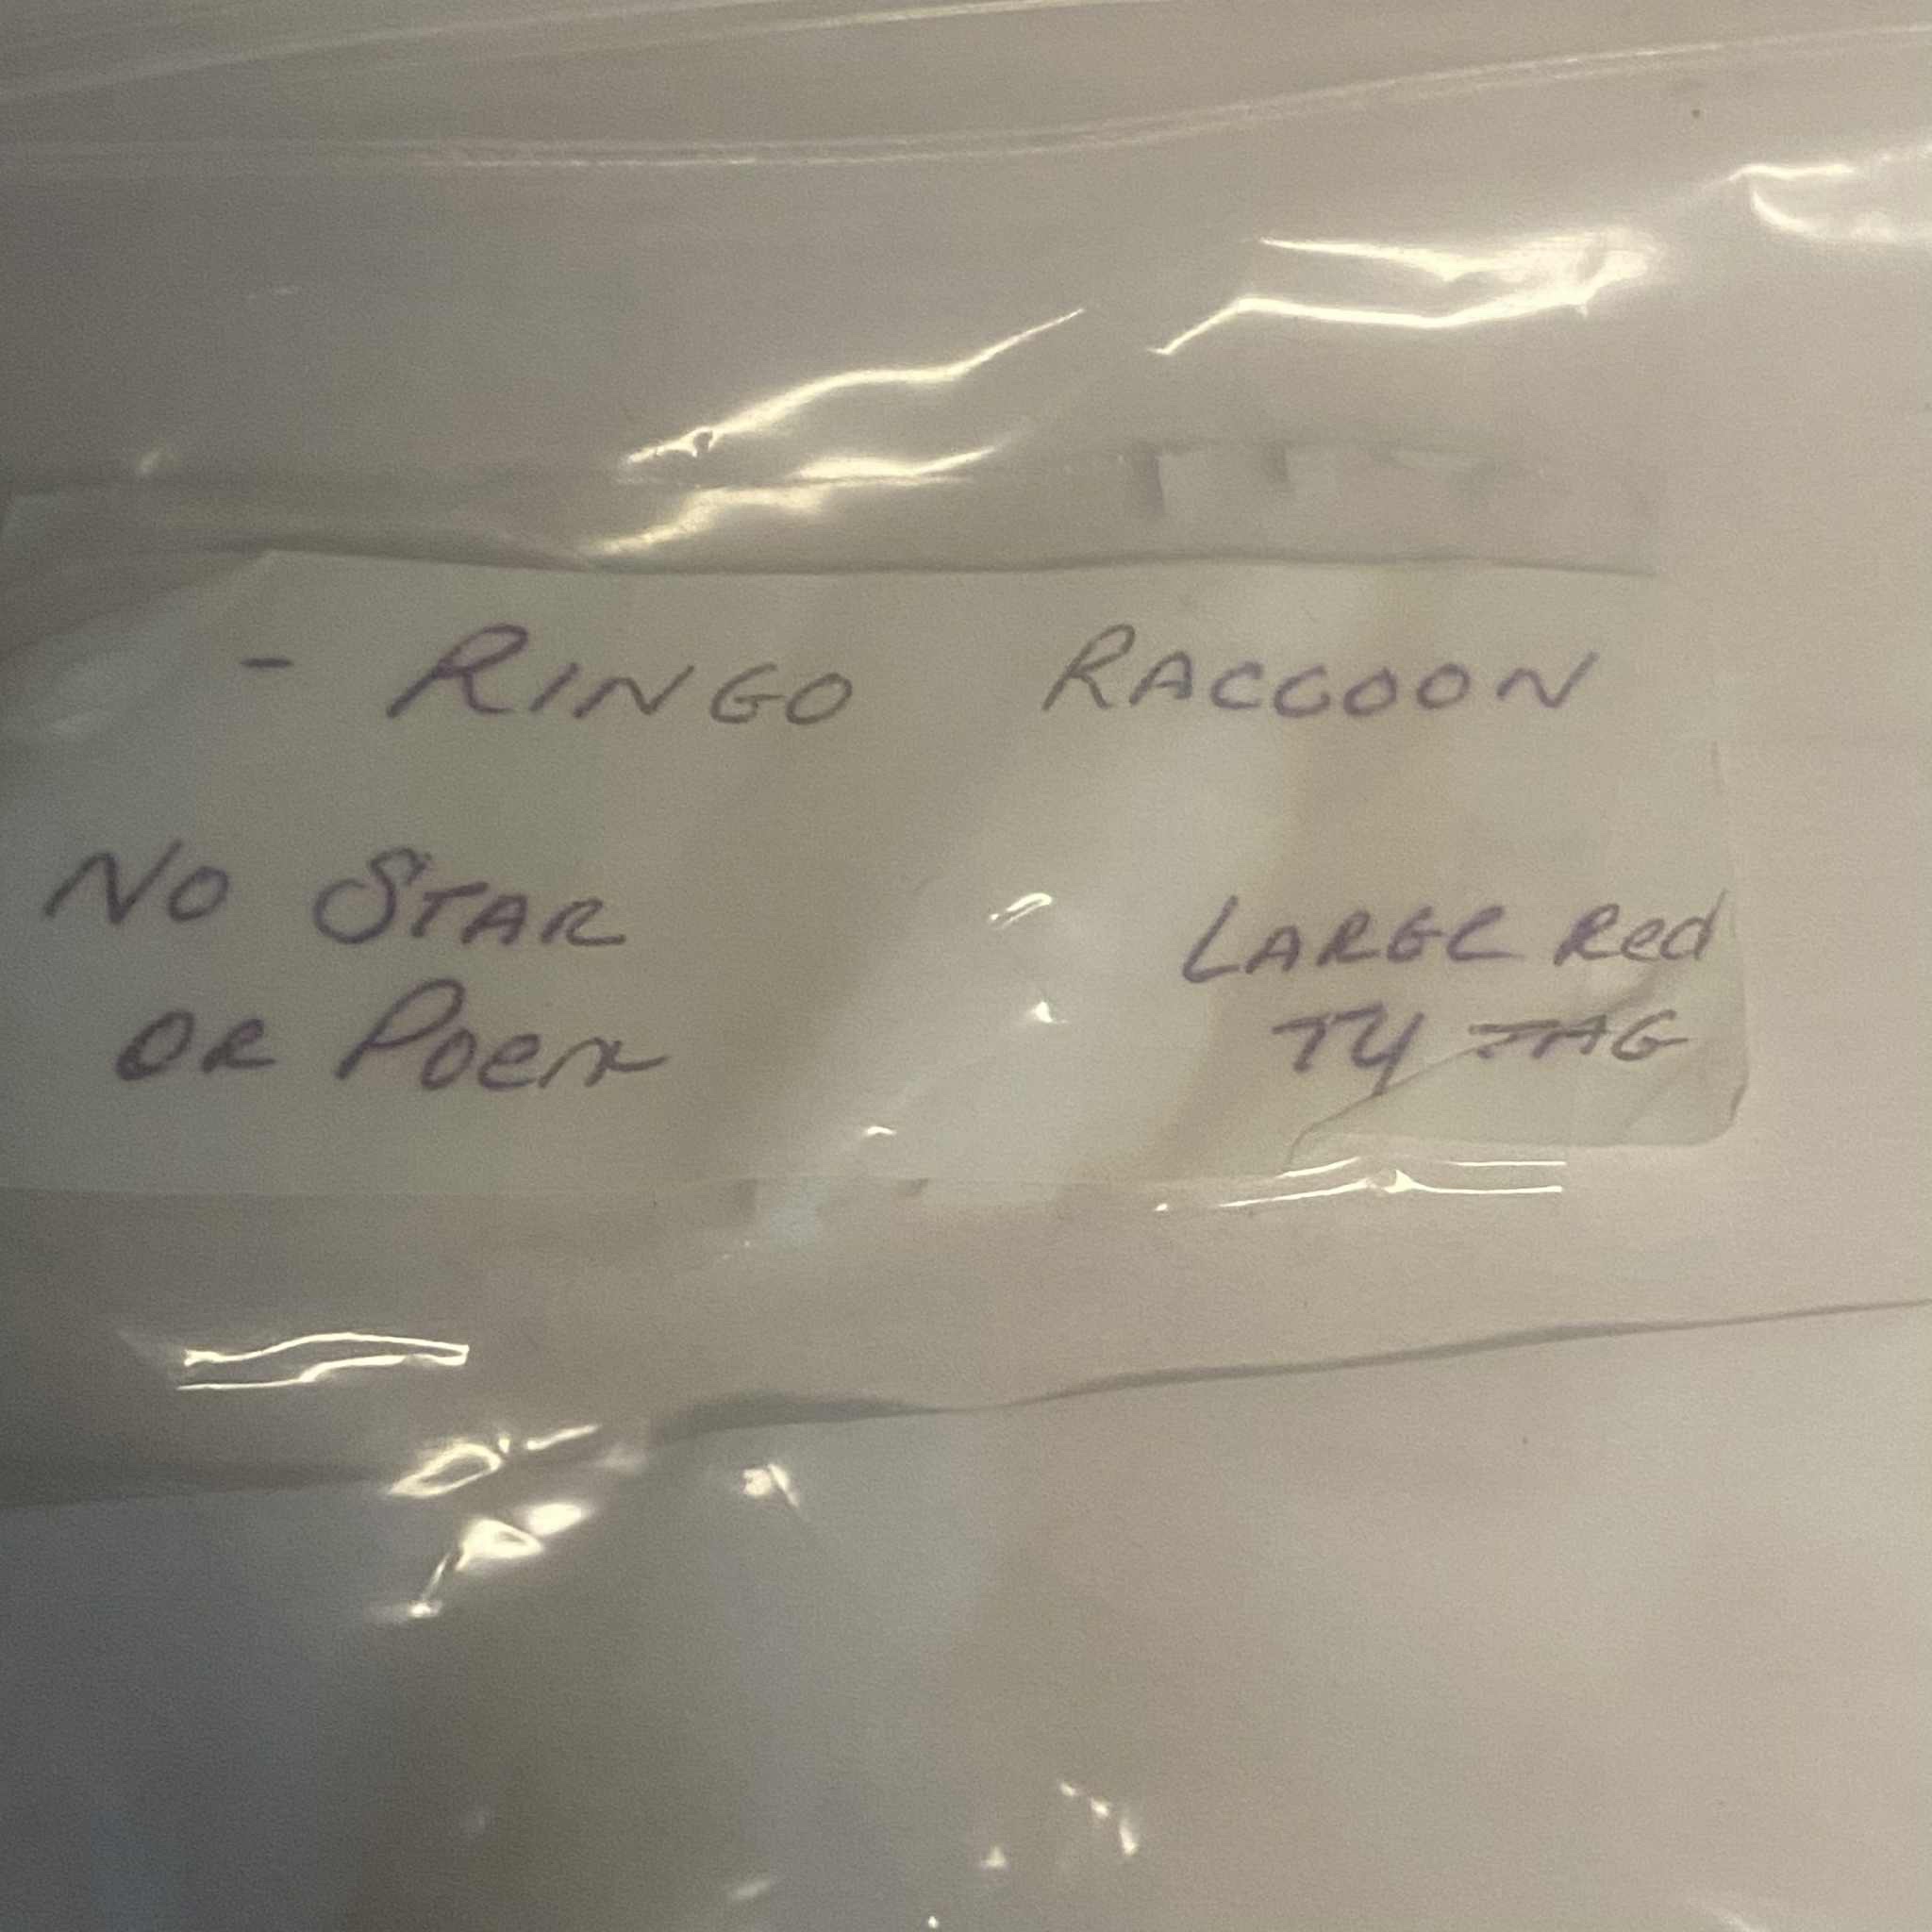 - RINGO RACCOON
NO STAR
OR Poem
LARGE Red
TY TAG